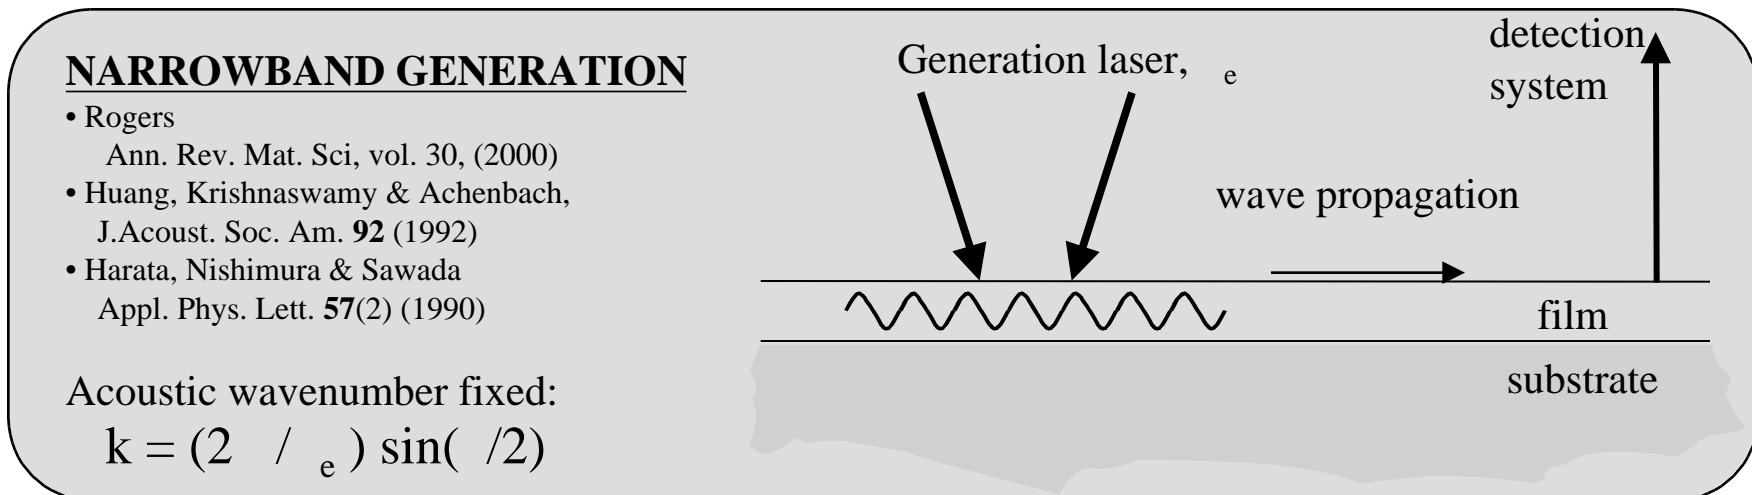 NARROWBAND GENERATION
• Rogers
Ann. Rev. Mat. Sci, vol. 30, (2000)
• Huang, Krishnaswamy & Achenbach,
J.Acoust. Soc. Am. 92 (1992)
• Harata, Nishimura & Sawada
Appl. Phys. Lett. 57(2) (1990)
Acoustic wavenumber fixed:
k = (2 / e ) sin( /2)
Generation laser, e
detection
system
wave propagation
film
substrate